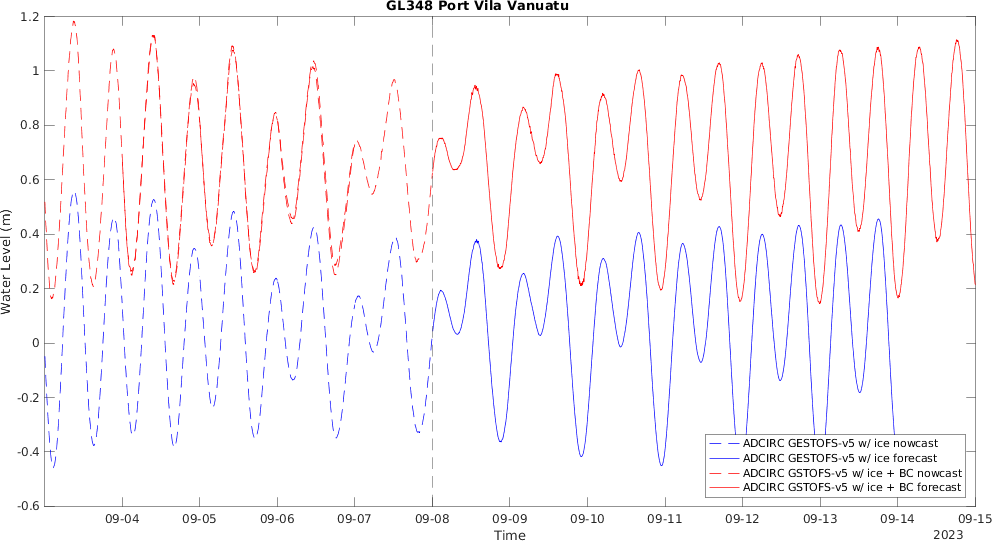 GL348 Port Vila Vanuatu
1.2
1
0.8
0.6
0.4
0.2
0
-0.2
-0.4
-0.6
Water Level (m)
ADCIRC GESTOFS-v5 w/ ice nowcast
ADCIRC GESTOFS-v5 w/ ice forecast
ADCIRC GSTOFS-v5 w/ ice + BC nowcast
ADCIRC GSTOFS-v5 w/ ice + BC forecast
09-04 09-05 09-06 09-07 09-08 09-09 09-10 09-11 09-12 09-13 09-14 09-15
Time
2023